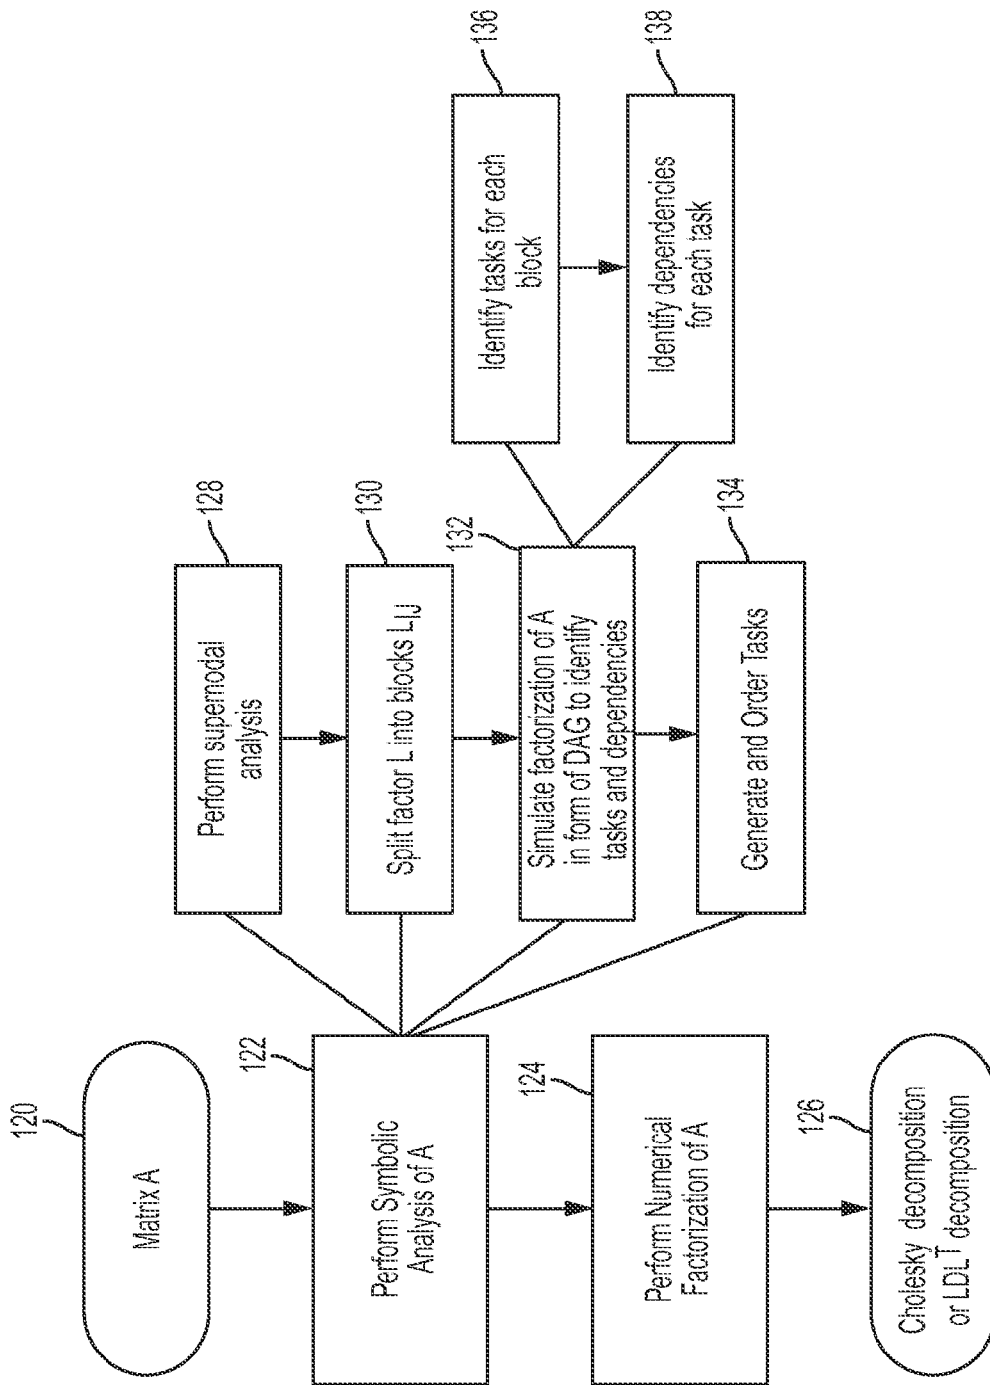 120
Matrix A
122
Perform Symbolic
Analysis of A
124
Perform Numerical
Factorization of A
126
Cholesky decomposition
or LDLᵀ decomposition
128
Perform supernodal
analysis
130
Split factor L into blocks L_IJ
132
Simulate factorization of A
in form of DAG to identify
tasks and dependencies
134
Generate and Order Tasks
136
Identify tasks for each
block
138
Identify dependencies
for each task